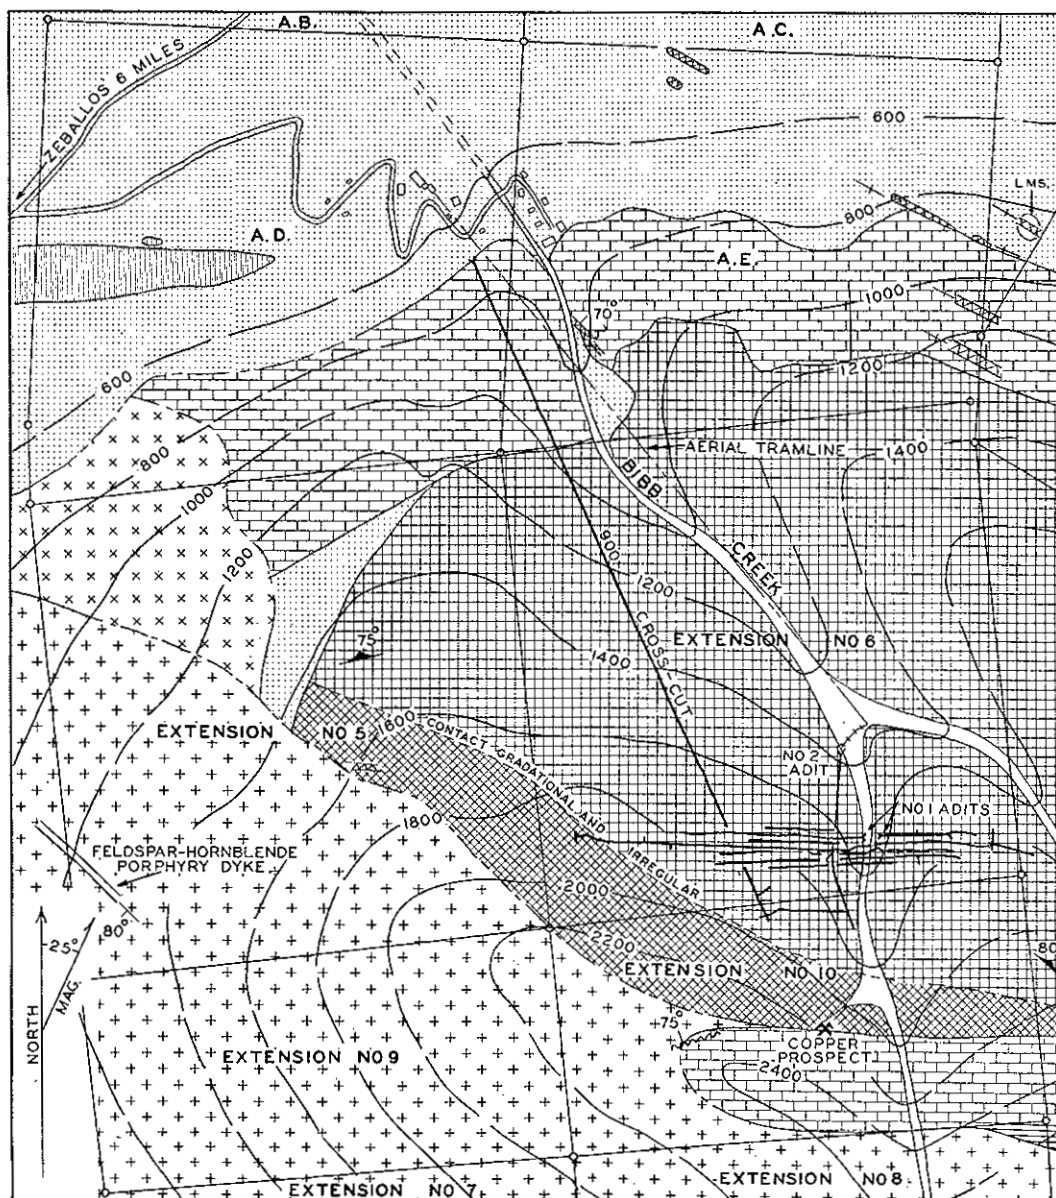 A.B.
A.C.
ZEBALLOS 6 MILES
600
LMS.
800
A.D.
A.E.
1000
70°
600
1200
800
AERIAL TRAMLINE
1400
BIBB CREEK
1000
900 CROSS-CUT
1200
1200
EXTENSION NO 6
75°
1400
EXTENSION NO 5
1600
CONTACT GRADATIONAL AND IRREGULAR
NO 2
ADIT
NO 1 ADITS
1800
FELDSPAR-HORNBLENDE
PORPHYRY DYKE
2000
80°
25°
2200
80
EXTENSION NO 10
MAG.
NORTH
75°
COPPER
PROSPECT
EXTENSION NO 9
2400
EXTENSION NO 7
EXTENSION NO 8